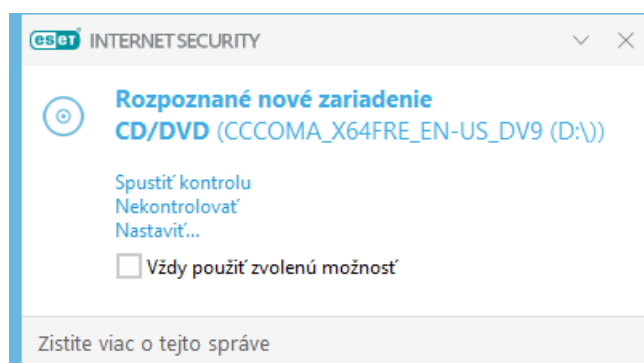 eseT INTERNET SECURITY
Rozpoznané nové zariadenie
CD/DVD (CCCOMA_X64FRE_EN-US_DV9 (D:\))
Spustiť kontrolu
Nekontrolovať
Nastaviť...
Vždy použiť zvolenú možnosť
Zistite viac o tejto správe